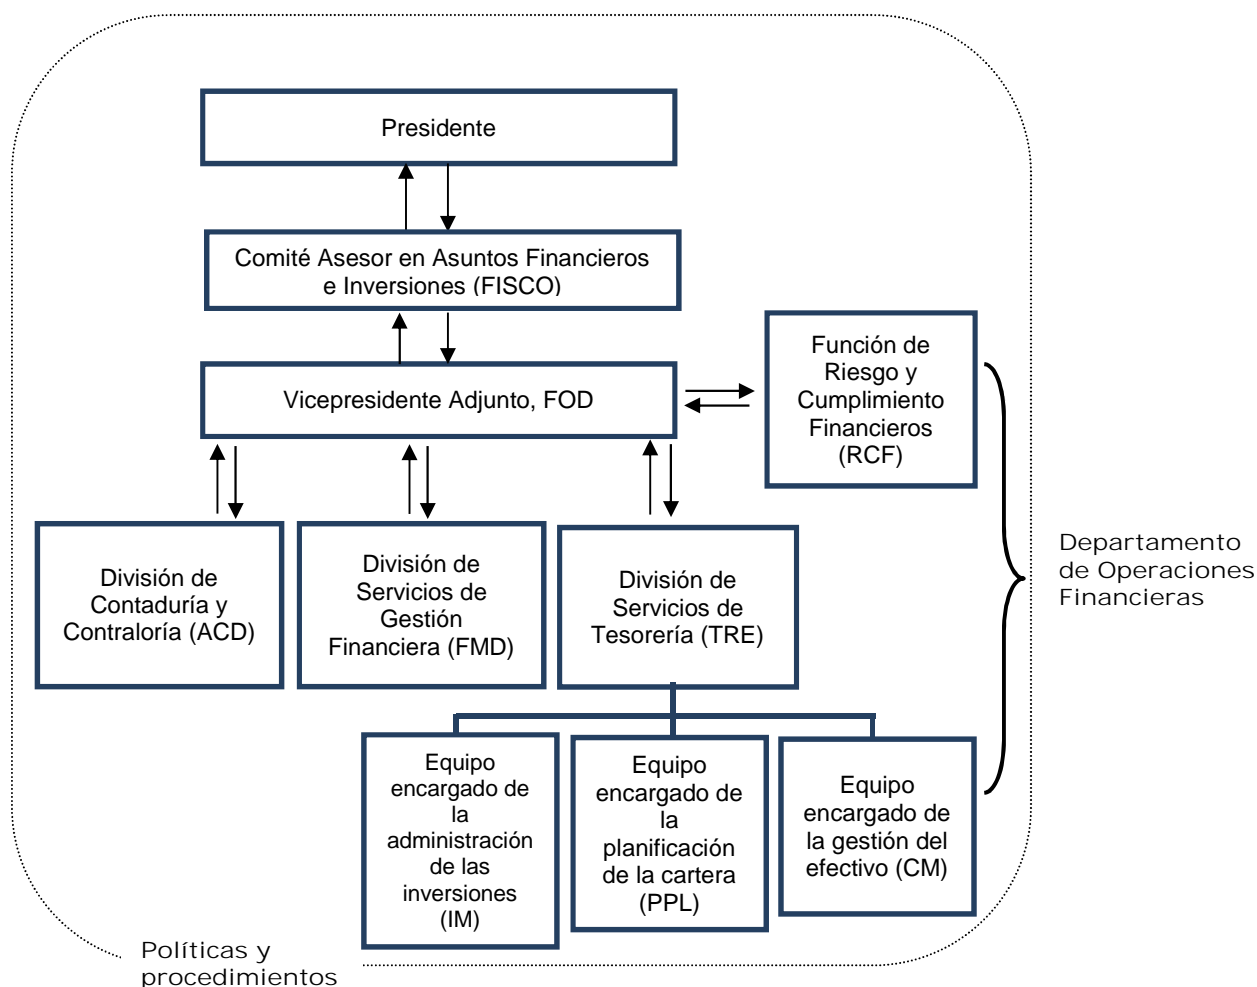 Presidente
Comité Asesor en Asuntos Financieros
e Inversiones (FISCO)
Vicepresidente Adjunto, FOD
Función de
Riesgo y
Cumplimiento
Financieros
(RCF)
División de
Contaduría y
Contraloría (ACD)
División de
Servicios de
Gestión
Financiera (FMD)
División de
Servicios de
Tesorería (TRE)
Departamento
de Operaciones
Financieras
Equipo
encargado de
la
administración
de las
inversiones
(IM)
Equipo
encargado de
la
planificación
de la cartera
(PPL)
Equipo
encargado de
la gestión del
efectivo (CM)
Políticas y
procedimientos